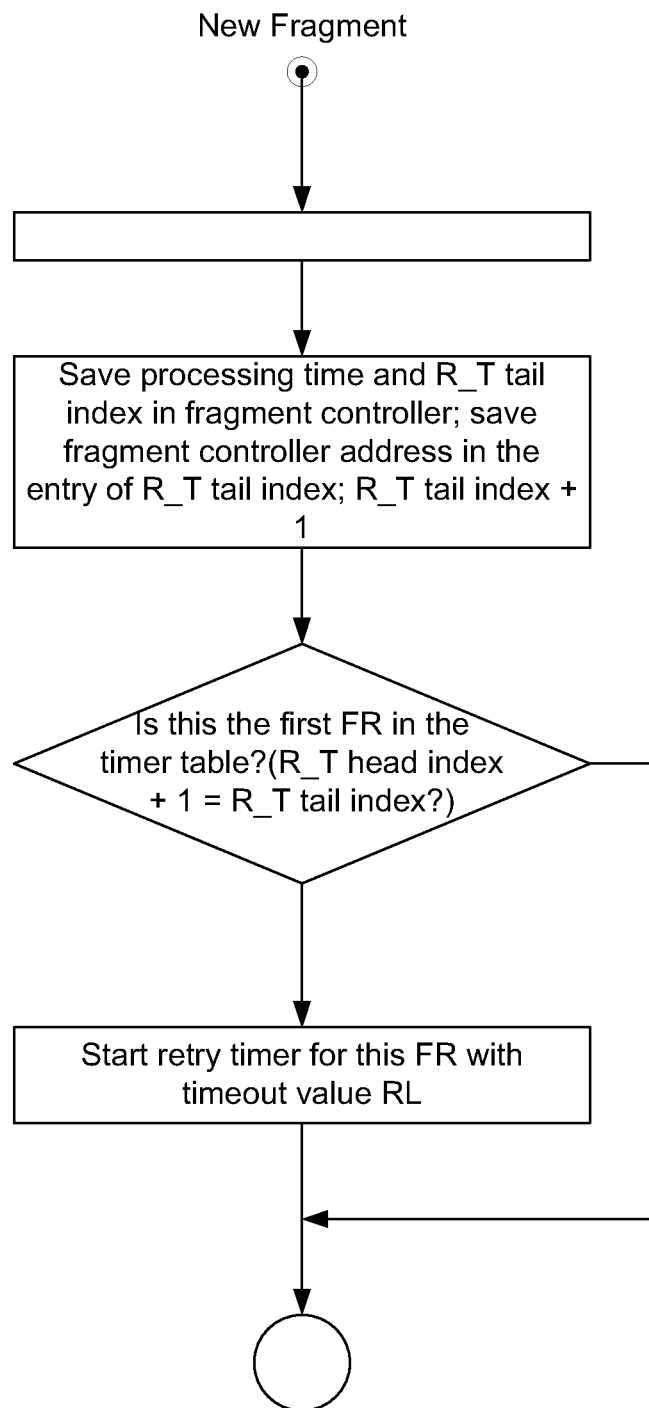 New Fragment
Save processing time and R_T tail
index in fragment controller; save
fragment controller address in the
entry of R_T tail index; R_T tail index +
1
Is this the first FR in the
timer table?(R_T head index
+ 1 = R_T tail index?)
Start retry timer for this FR with
timeout value RL